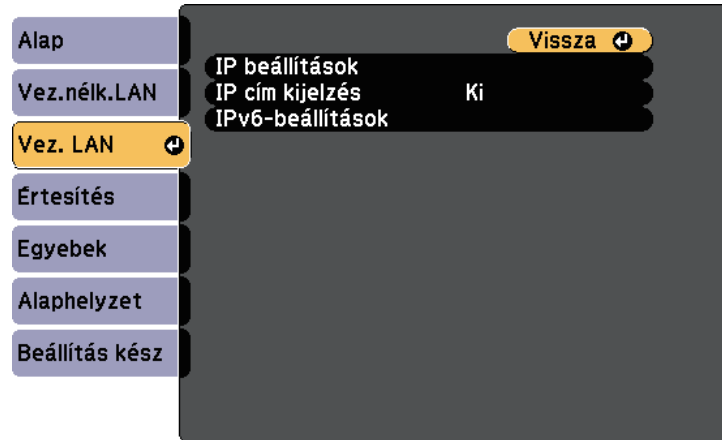 Alap
Vez.nélk.LAN
Vez. LAN
Értesítés
Egyebek
Alaphelyzet
Beállítás kész
Vissza
IP beállítások
IP cím kijelzés Ki
IPv6-beállítások